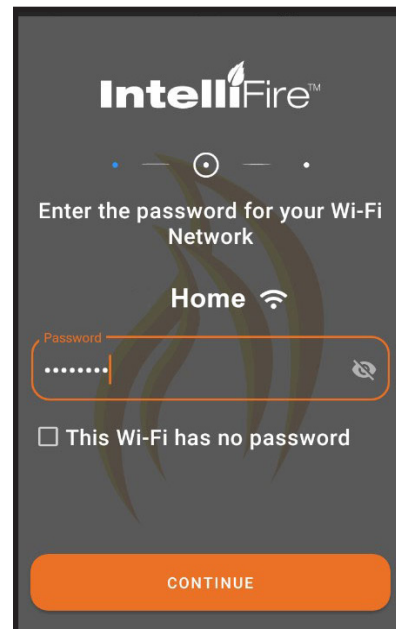 IntelliFire™
Enter the password for your Wi-Fi
Network
Home
Password
••••••••
This Wi-Fi has no password
CONTINUE